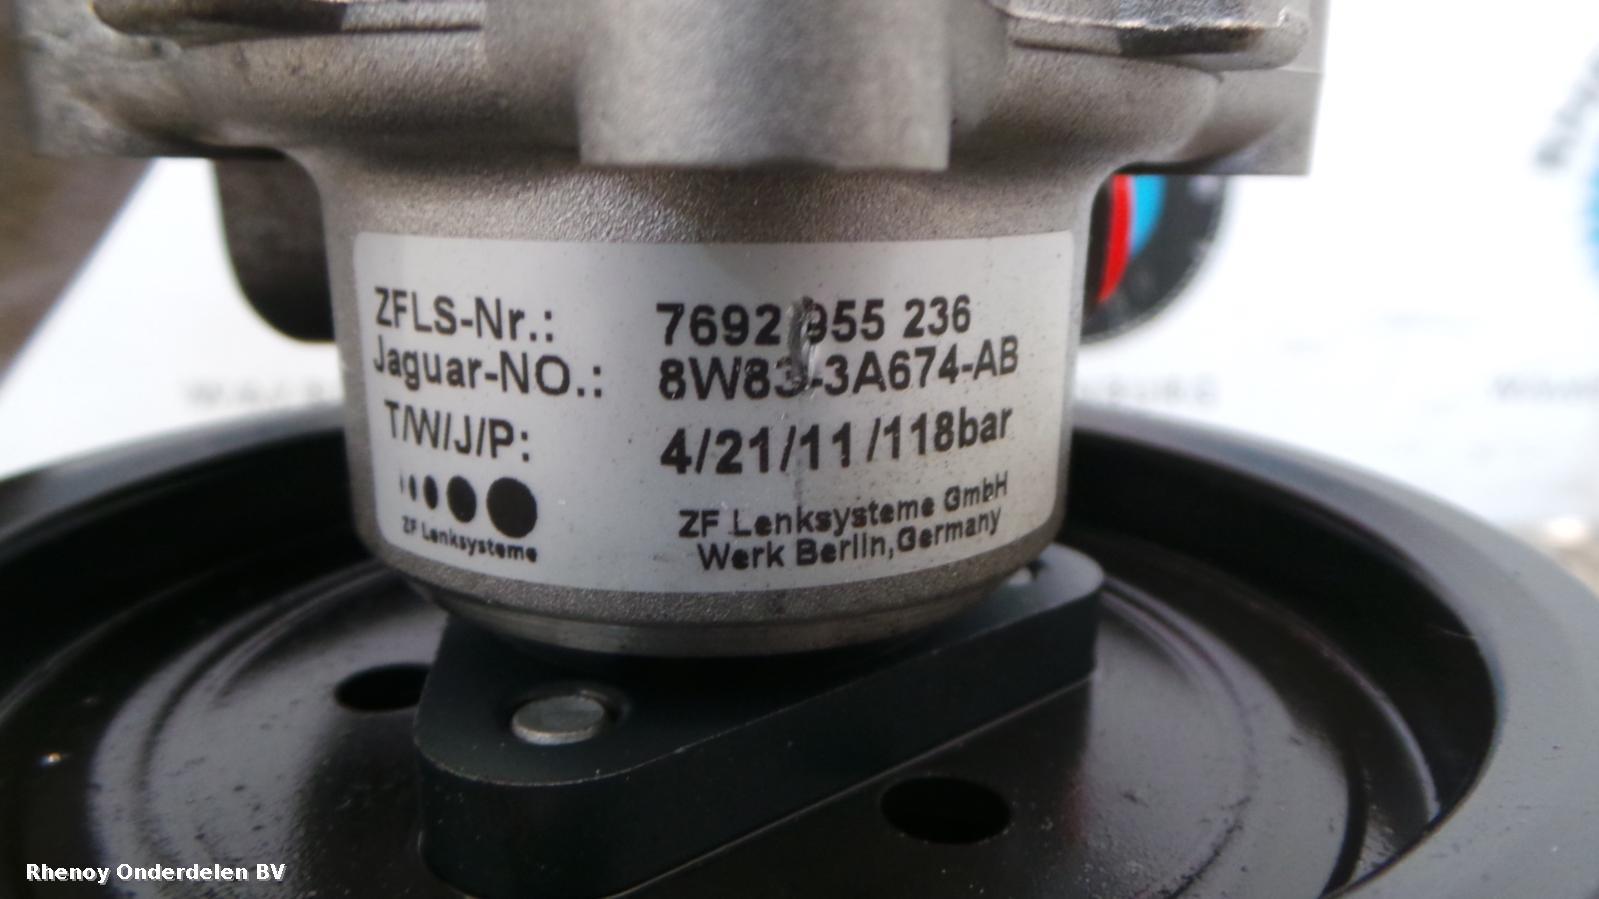 ZFLS-Nr.: 7692 955 236
Jaguar-NO.: 8W83-3A674-AB
T/W/J/P: 4/21/11/118bar
ZF Lenksysteme
ZF Lenksysteme GmbH
Werk Berlin,Germany
Rhenoy Onderdelen BV